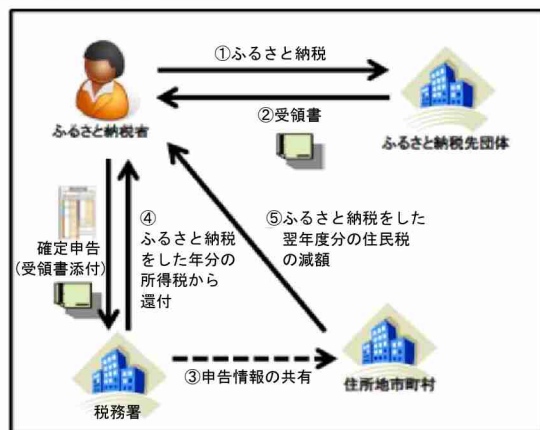 ①ふるさと納税
②受領書
ふるさと納税者
ふるさと納税先団体
確定申告
(受領書添付)
④
ふるさと納税
をした年分の
所得税から
還付
⑤ふるさと納税をした
翌年度分の住民税
の減額
③申告情報の共有
税務署
住所地市町村